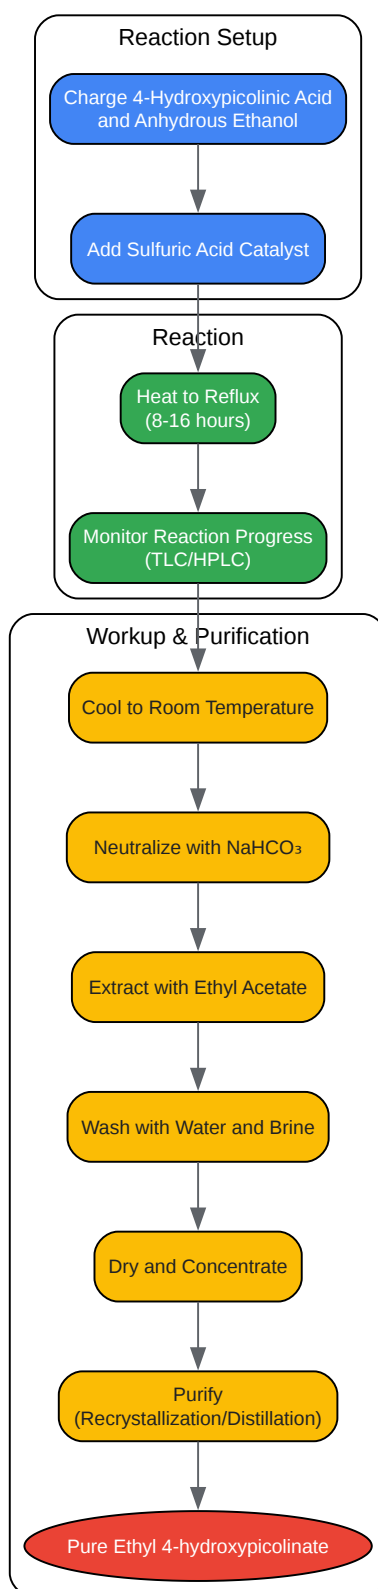 Reaction Setup
Charge 4-Hydroxypicolinic Acid
and Anhydrous Ethanol
Add Sulfuric Acid Catalyst
Reaction
Heat to Reflux
(8-16 hours)
Monitor Reaction Progress
(TLC/HPLC)
Workup & Purification
Cool to Room Temperature
Neutralize with NaHCO₃
Extract with Ethyl Acetate
Wash with Water and Brine
Dry and Concentrate
Purify
(Recrystallization/Distillation)
Pure Ethyl 4-hydroxypicolinate